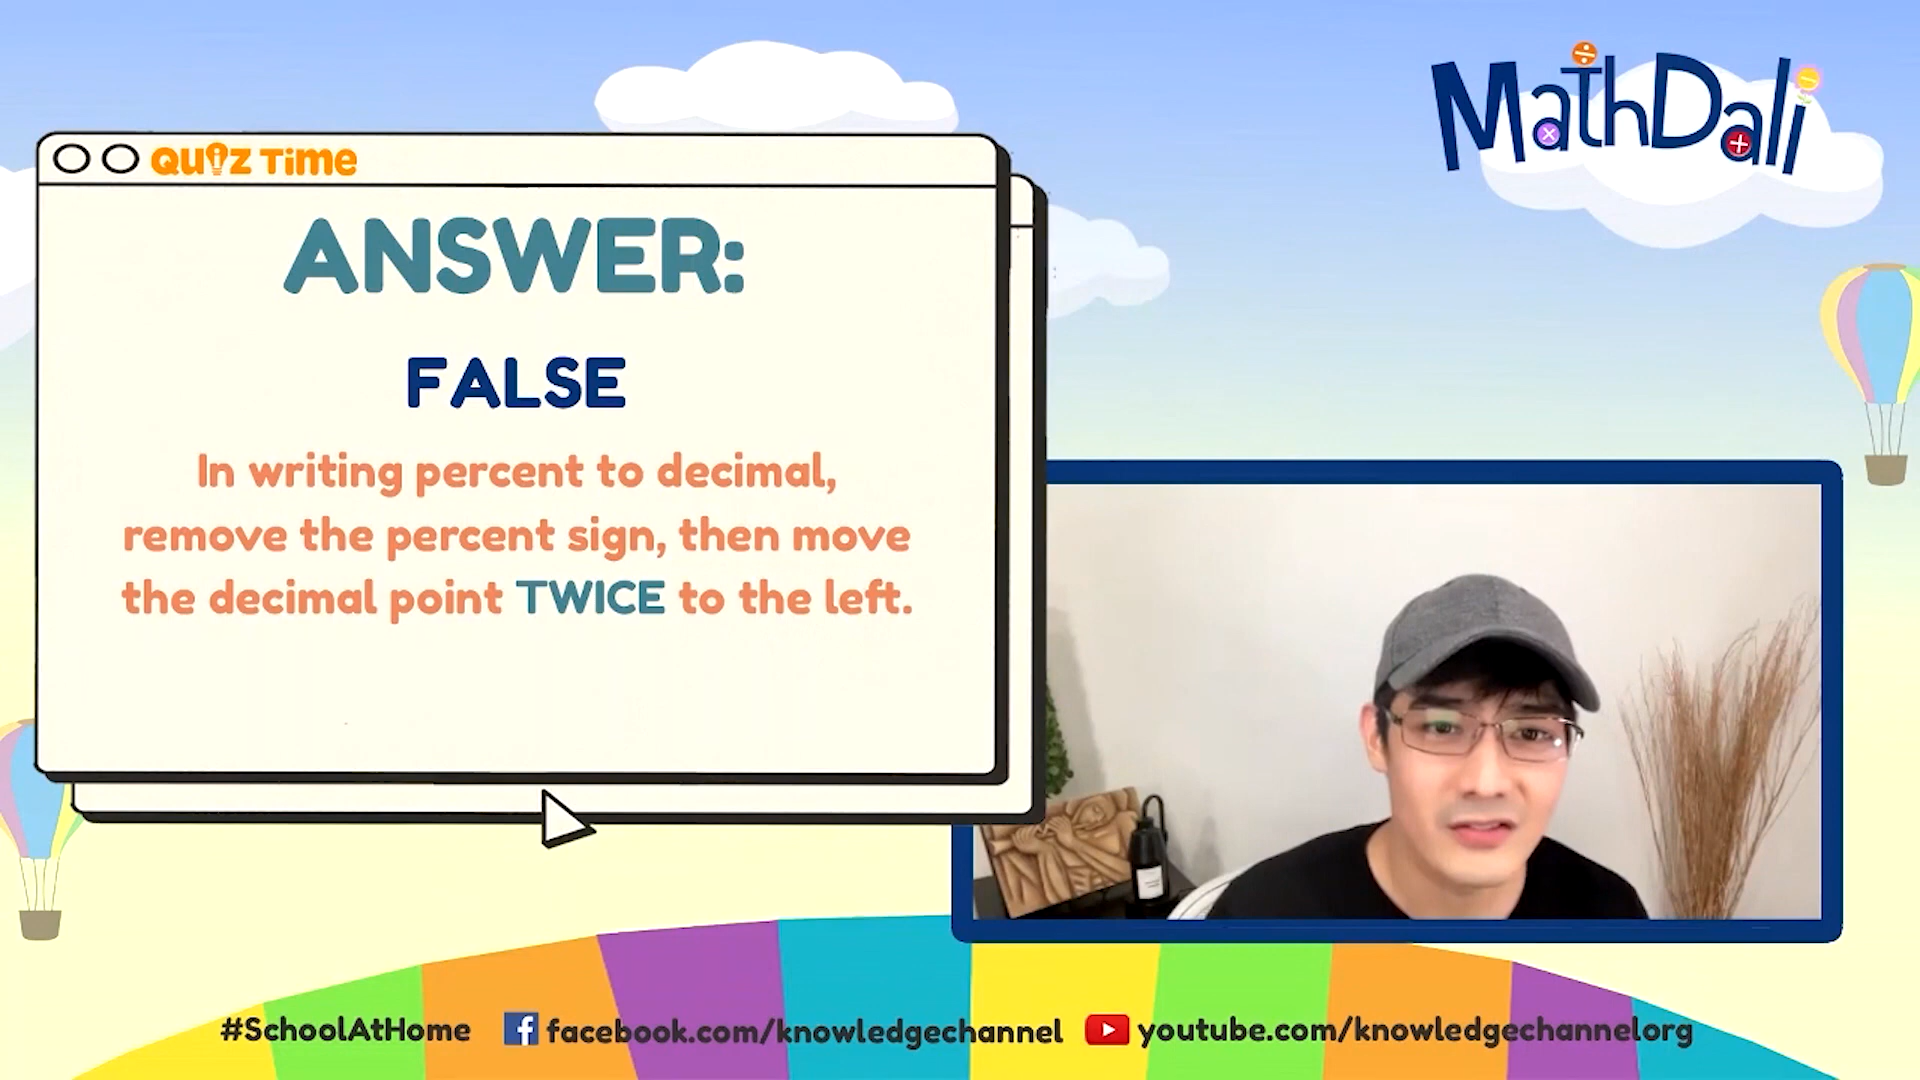 MathDali
QUIZ TIME
ANSWER:
FALSE
In writing percent to decimal,
remove the percent sign, then move
the decimal point TWICE to the left.
#SchoolAtHome facebook.com/knowledgechannel youtube.com/knowledgechannelorg